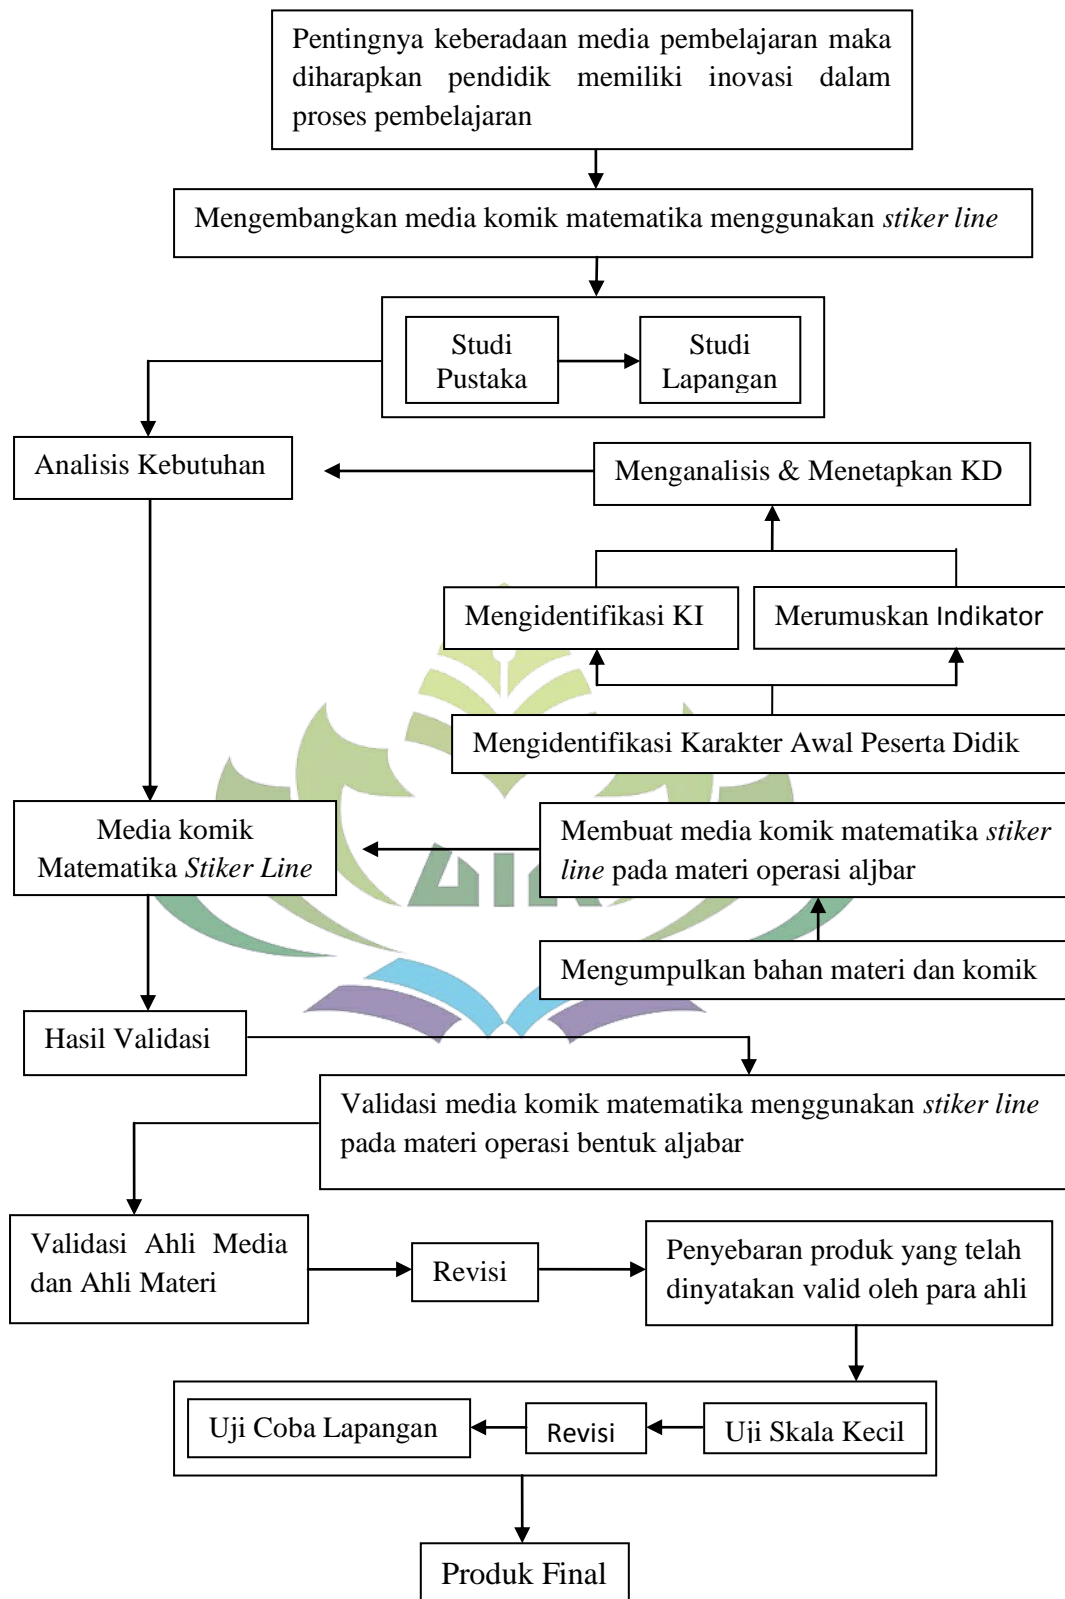 Pentingnya keberadaan media pembelajaran maka
diharapkan pendidik memiliki inovasi dalam
proses pembelajaran
Mengembangkan media komik matematika menggunakan stiker line
Studi
Pustaka
Studi
Lapangan
Analisis Kebutuhan
Menganalisis & Menetapkan KD
Mengidentifikasi KI
Merumuskan Indikator
Mengidentifikasi Karakter Awal Peserta Didik
Media komik
Matematika Stiker Line
Membuat media komik matematika stiker
line pada materi operasi aljbar
Mengumpulkan bahan materi dan komik
Hasil Validasi
Validasi media komik matematika menggunakan stiker line
pada materi operasi bentuk aljabar
Validasi Ahli Media
dan Ahli Materi
Revisi
Penyebaran produk yang telah
dinyatakan valid oleh para ahli
Uji Coba Lapangan
Revisi
Uji Skala Kecil
Produk Final